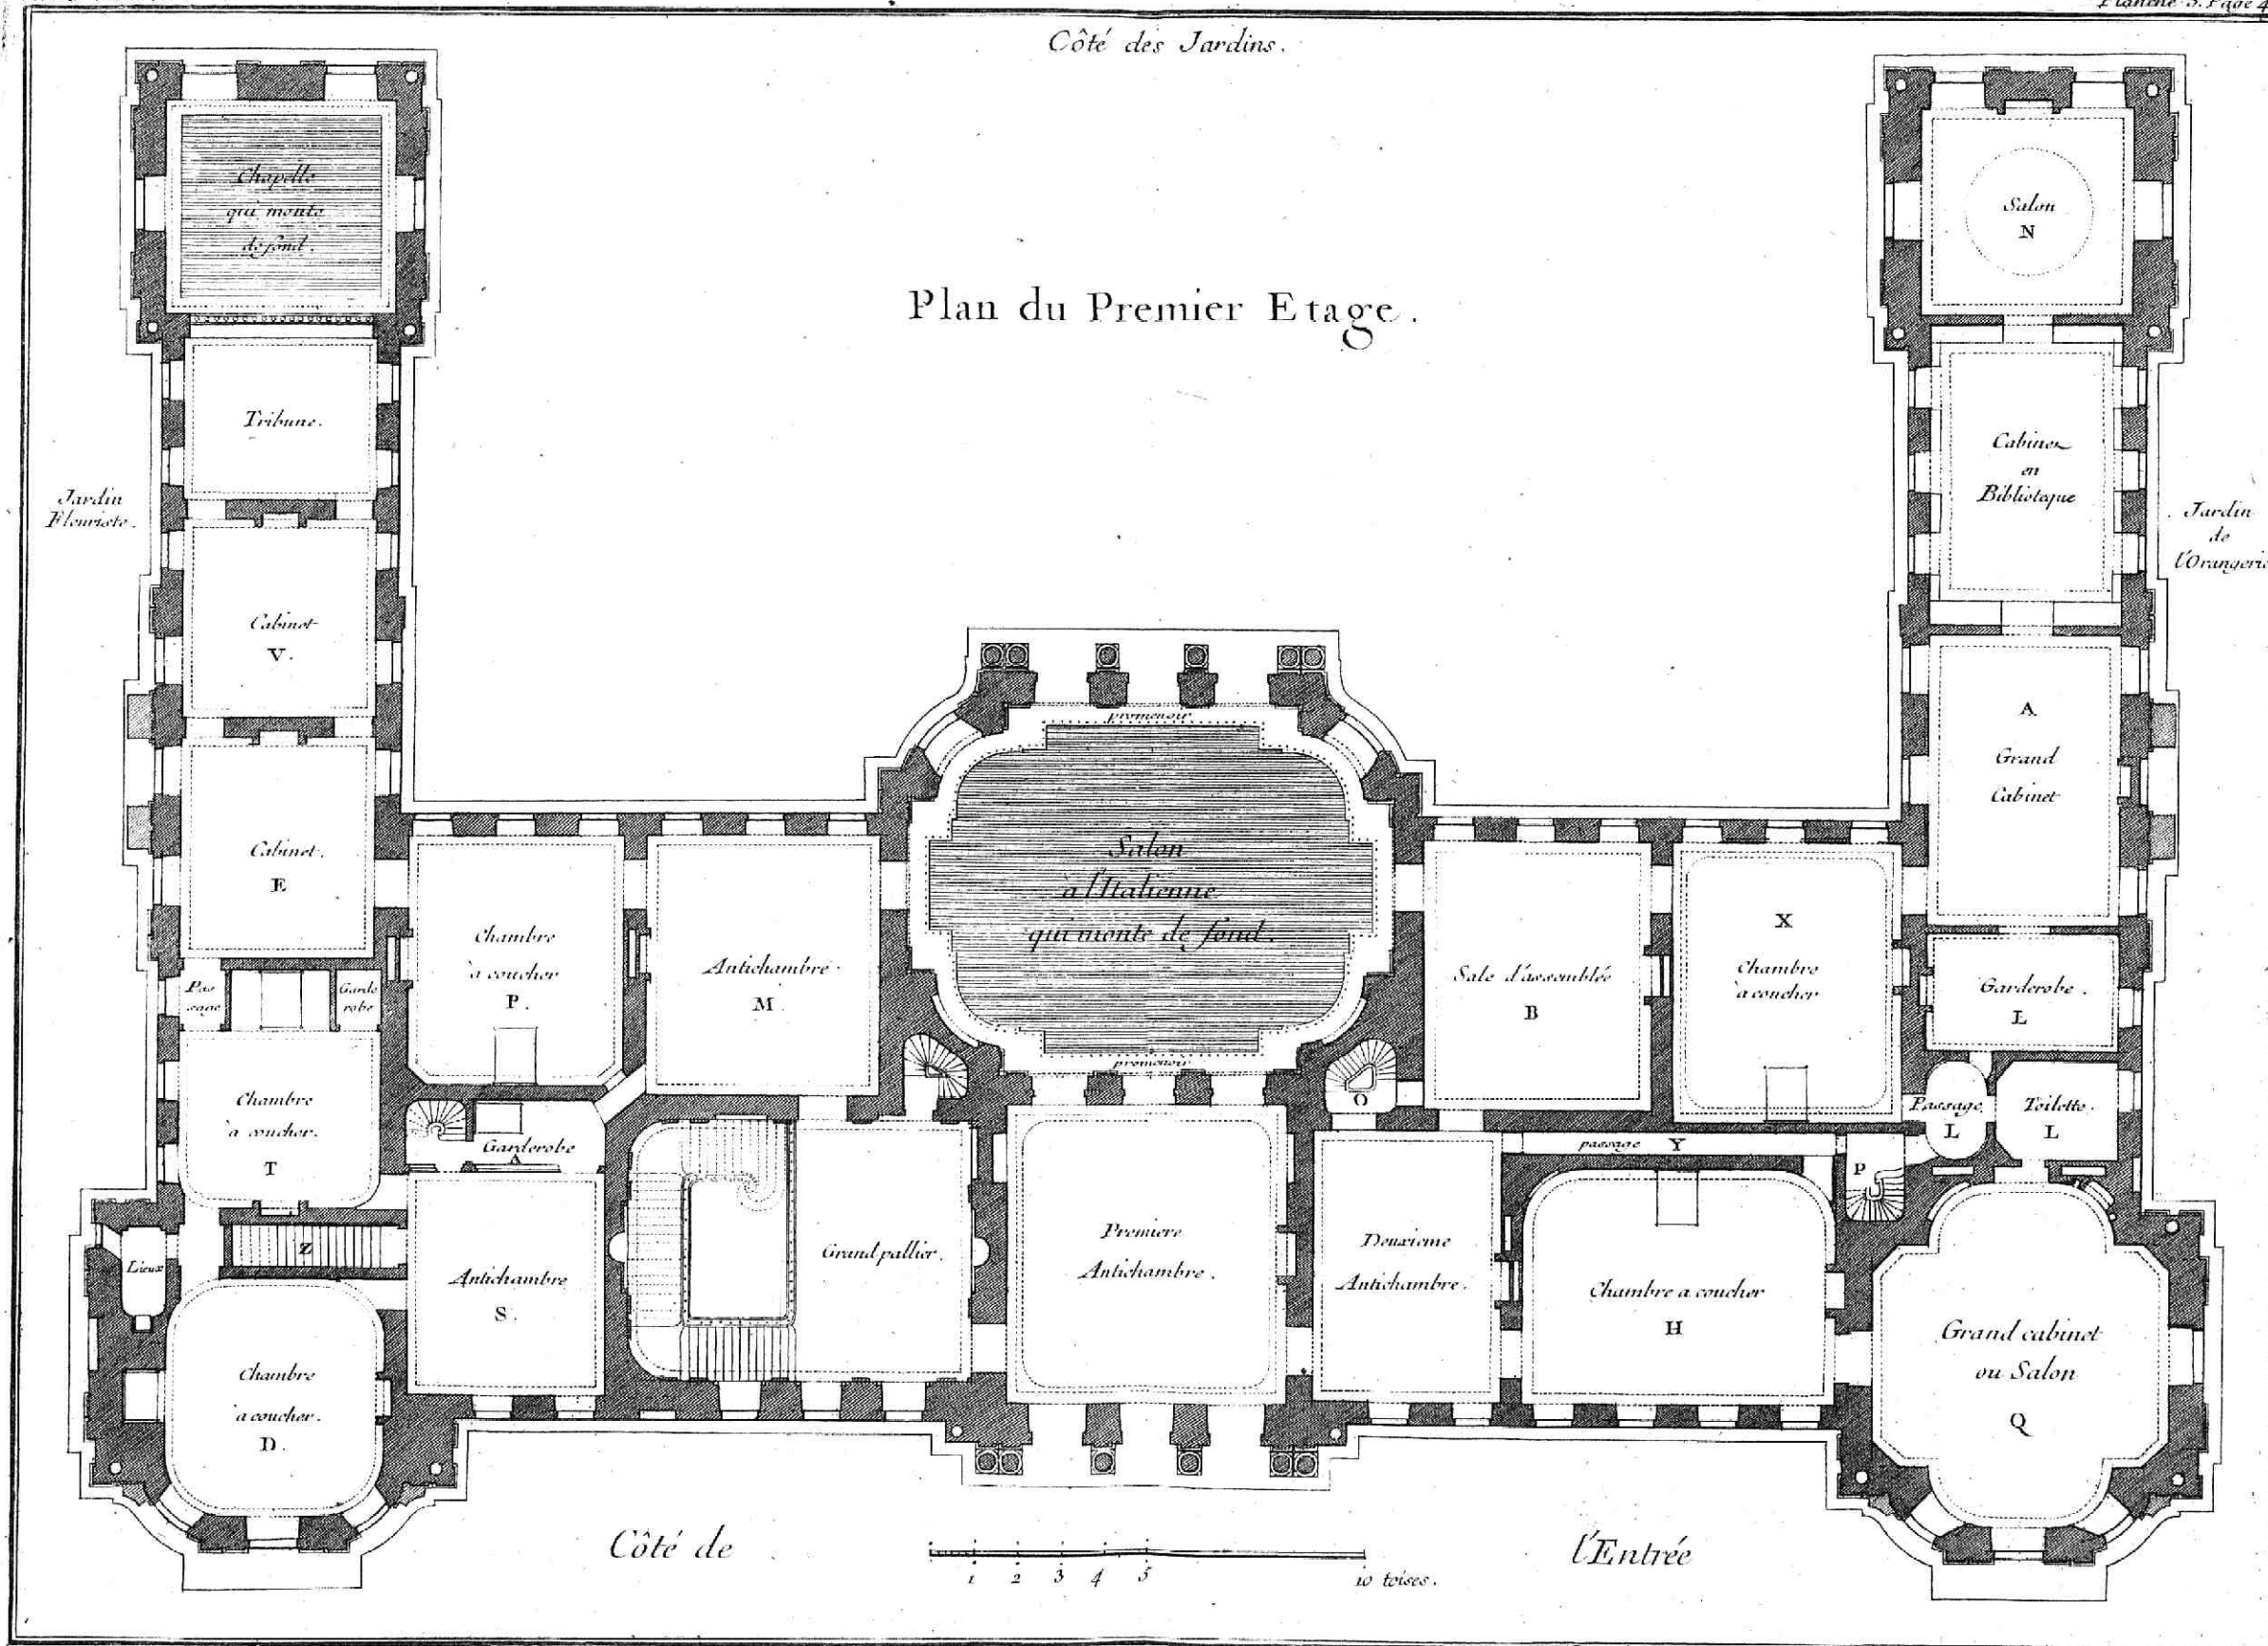 Planche 3. Page 4
Côté des Jardins.
Plan du Premier Etage.
Chapelle
qui monte
de fond.
Tribune.
Jardin
Fleuriste.
Cabinet
V.
Cabinet.
E
Pas
sage
Garde
robe
Chambre
à coucher.
T
Z
Lieux
Chambre
a coucher.
D.
Chambre
à coucher
P.
Antichambre
M
Garderobe
A
Antichambre
S.
Grand pallier.
promenoir
Salon
à l'Italienne
qui monte de fond.
promenoir
Premiere
Antichambre.
O
Deuxieme
Antichambre.
Sale d'assemblée
B
X
Chambre
à coucher
passage Y
P
Chambre a coucher
H
Salon
N
Cabinet
en
Biblioteque
Jardin
de
l'Orangerie
A
Grand
Cabinet
Garderobe.
L
Passage
L
Toilette.
L
Grand cabinet
ou Salon
Q
Côté de
l'Entrée
1 2 3 4 5 10 toises.